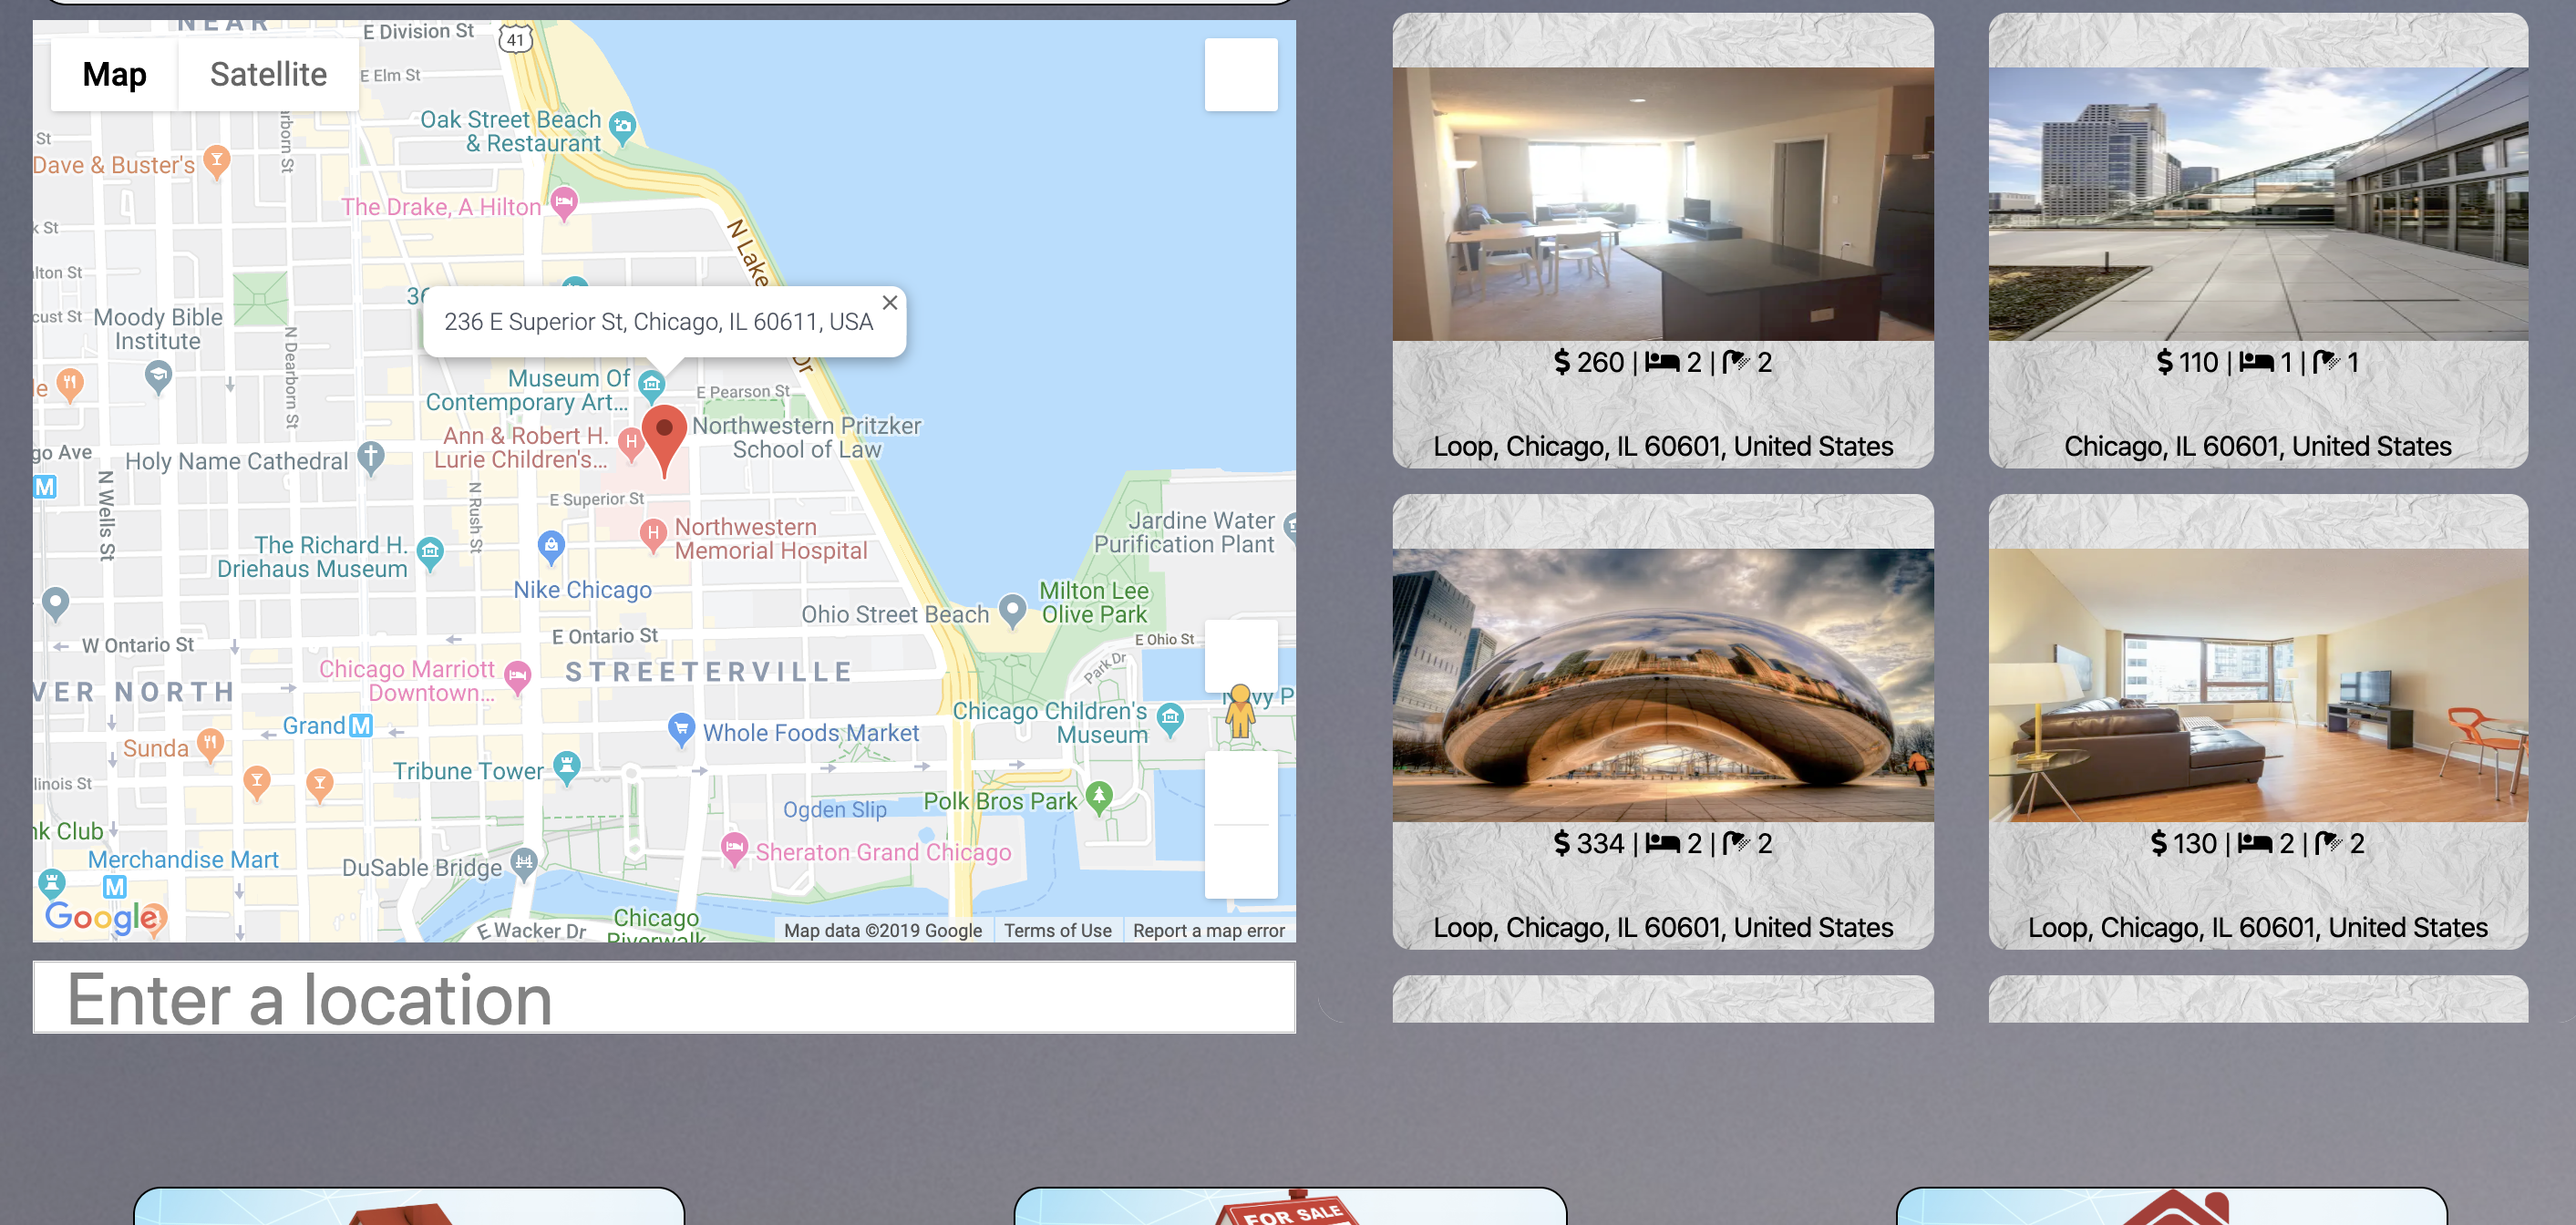 NEAR
E Division St
41
Map
Satellite
E Elm St
Oak Street Beach
& Restaurant
St
Dave & Buster's
The Drake, A Hilton
k St
N Lake
lton St
236 E Superior St, Chicago, IL 60611, USA
cust St
Moody Bible
Institute
N Dearborn St
Dr
Museum Of
Contemporary Art...
E Pearson St
Northwestern Pritzker
School of Law
Ann & Robert H.
Lurie Children's...
H
go Ave
Holy Name Cathedral
M
N Wells St
N Rush St
E Superior St
H
Northwestern
Memorial Hospital
Jardine Water
Purification Plant
The Richard H.
Driehaus Museum
Nike Chicago
Milton Lee
Olive Park
Ohio Street Beach
W Ontario St
E Ontario St
E Ohio St
Park Dr
STREETERVILLE
Chicago Marriott
Downtown...
VER NORTH
Navy P
Grand M
Chicago Children's
Museum
Whole Foods Market
Sunda
Tribune Tower
llinois St
Ogden Slip
Polk Bros Park
nk Club
Merchandise Mart
M
DuSable Bridge
Sheraton Grand Chicago
Google
Chicago
Riverwalk
E Wacker Dr
Map data ©2019 Google
Terms of Use
Report a map error
Enter a location
$ 260 | 2 | 2
Loop, Chicago, IL 60601, United States
$ 110 | 1 | 1
Chicago, IL 60601, United States
$ 334 | 2 | 2
Loop, Chicago, IL 60601, United States
$ 130 | 2 | 2
Loop, Chicago, IL 60601, United States
FOR SALE